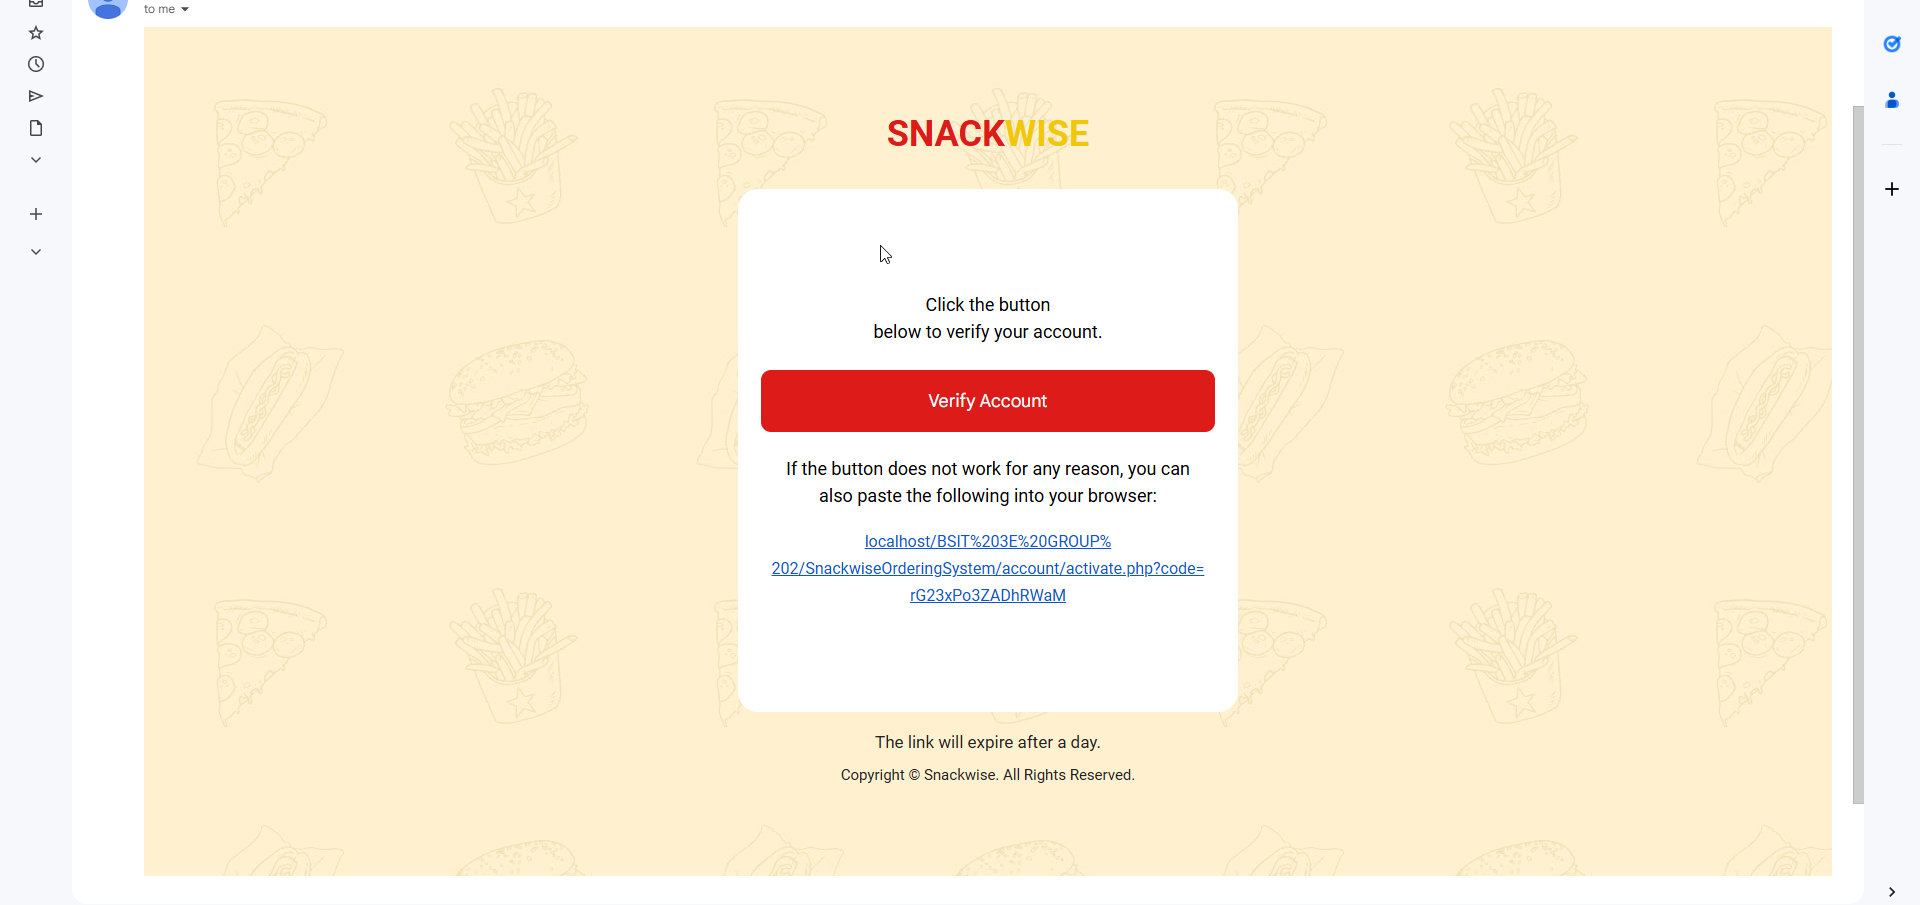 to me
SNACKWISE
Click the button
below to verify your account.
Verify Account
If the button does not work for any reason, you can
also paste the following into your browser:
localhost/BSIT%203E%20GROUP%
202/SnackwiseOrderingSystem/account/activate.php?code=
rG23xPo3ZADhRWaM
The link will expire after a day.
Copyright © Snackwise. All Rights Reserved.